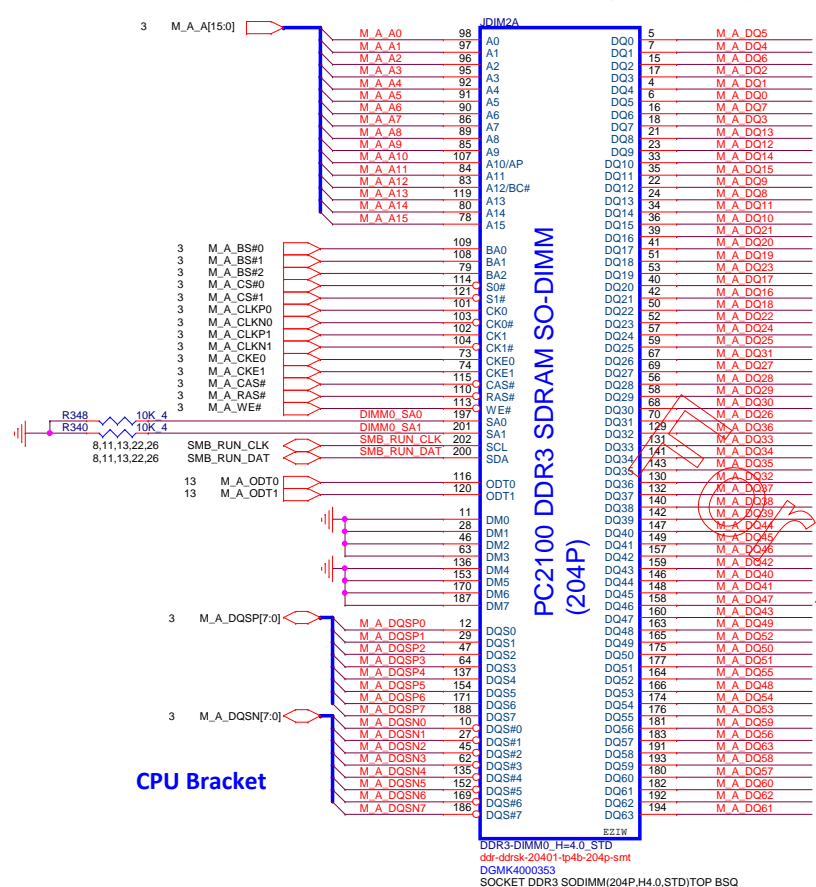 JDIM2A
3 M_A_A[15:0]
M_A_A0 98 A0
M_A_A1 97 A1
M_A_A2 96 A2
M_A_A3 95 A3
M_A_A4 92 A4
M_A_A5 91 A5
M_A_A6 90 A6
M_A_A7 86 A7
M_A_A8 89 A8
M_A_A9 85 A9
M_A_A10 107 A10/AP
M_A_A11 84 A11
M_A_A12 83 A12/BC#
M_A_A13 119 A13
M_A_A14 80 A14
M_A_A15 78 A15
3 M_A_BS#0 109 BA0
3 M_A_BS#1 108 BA1
3 M_A_BS#2 79 BA2
3 M_A_CS#0 114 S0#
3 M_A_CS#1 121 S1#
3 M_A_CLKP0 101 CK0
3 M_A_CLKN0 103 CK0#
3 M_A_CLKP1 102 CK1
3 M_A_CLKN1 104 CK1#
3 M_A_CKE0 73 CKE0
3 M_A_CKE1 74 CKE1
3 M_A_CAS# 115 CAS#
3 M_A_RAS# 110 RAS#
3 M_A_WE# 113 WE#
R348 10K_4 DIMM0_SA0 197 SA0
R340 10K_4 DIMM0_SA1 201 SA1
8,11,13,22,26 SMB_RUN_CLK SMB_RUN_CLK 202 SCL
8,11,13,22,26 SMB_RUN_DAT SMB_RUN_DAT 200 SDA
13 M_A_ODT0 116 ODT0
13 M_A_ODT1 120 ODT1
11 DM0
28 DM1
46 DM2
63 DM3
136 DM4
153 DM5
170 DM6
187 DM7
3 M_A_DQSP[7:0]
M_A_DQSP0 12 DQS0
M_A_DQSP1 29 DQS1
M_A_DQSP2 47 DQS2
M_A_DQSP3 64 DQS3
M_A_DQSP4 137 DQS4
M_A_DQSP5 154 DQS5
M_A_DQSP6 171 DQS6
M_A_DQSP7 188 DQS7
3 M_A_DQSN[7:0]
M_A_DQSN0 10 DQS#0
M_A_DQSN1 27 DQS#1
M_A_DQSN2 45 DQS#2
M_A_DQSN3 62 DQS#3
M_A_DQSN4 135 DQS#4
M_A_DQSN5 152 DQS#5
M_A_DQSN6 169 DQS#6
M_A_DQSN7 186 DQS#7
CPU Bracket
PC2100 DDR3 SDRAM SO-DIMM
(204P)
DQ0 5 M_A_DQ5
DQ1 7 M_A_DQ4
DQ2 15 M_A_DQ6
DQ3 17 M_A_DQ2
DQ4 4 M_A_DQ1
DQ5 6 M_A_DQ0
DQ6 16 M_A_DQ7
DQ7 18 M_A_DQ3
DQ8 21 M_A_DQ13
DQ9 23 M_A_DQ12
DQ10 33 M_A_DQ14
DQ11 35 M_A_DQ15
DQ12 22 M_A_DQ9
DQ13 24 M_A_DQ8
DQ14 34 M_A_DQ11
DQ15 36 M_A_DQ10
DQ16 39 M_A_DQ21
DQ17 41 M_A_DQ20
DQ18 51 M_A_DQ19
DQ19 53 M_A_DQ23
DQ20 40 M_A_DQ17
DQ21 42 M_A_DQ16
DQ22 50 M_A_DQ18
DQ23 52 M_A_DQ22
DQ24 57 M_A_DQ24
DQ25 59 M_A_DQ25
DQ26 67 M_A_DQ31
DQ27 69 M_A_DQ27
DQ28 56 M_A_DQ28
DQ29 58 M_A_DQ29
DQ30 68 M_A_DQ30
DQ31 70 M_A_DQ26
DQ32 129 M_A_DQ36
DQ33 131 M_A_DQ33
DQ34 141 M_A_DQ34
DQ35 143 M_A_DQ35
DQ36 130 M_A_DQ32
DQ37 132 M_A_DQ37
DQ38 140 M_A_DQ38
DQ39 142 M_A_DQ39
DQ40 147 M_A_DQ44
DQ41 149 M_A_DQ45
DQ42 157 M_A_DQ46
DQ43 159 M_A_DQ42
DQ44 146 M_A_DQ40
DQ45 148 M_A_DQ41
DQ46 158 M_A_DQ47
DQ47 160 M_A_DQ43
DQ48 163 M_A_DQ49
DQ49 165 M_A_DQ52
DQ50 175 M_A_DQ50
DQ51 177 M_A_DQ51
DQ52 164 M_A_DQ55
DQ53 166 M_A_DQ48
DQ54 174 M_A_DQ54
DQ55 176 M_A_DQ53
DQ56 181 M_A_DQ59
DQ57 183 M_A_DQ56
DQ58 191 M_A_DQ63
DQ59 193 M_A_DQ58
DQ60 180 M_A_DQ57
DQ61 182 M_A_DQ60
DQ62 192 M_A_DQ62
DQ63 194 M_A_DQ61
EZIW
DDR3-DIMM0_H=4.0_STD
ddr-ddrsk-20401-tp4b-204p-smt
DGMK4000353
SOCKET DDR3 SODIMM(204P,H4.0,STD)TOP BSQ